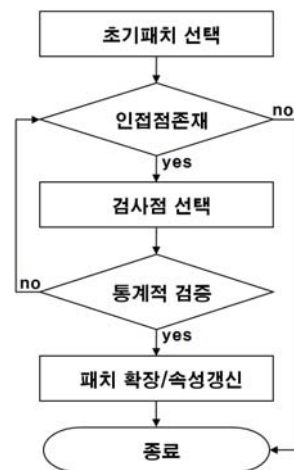 초기패치 선택
인접점존재
no
yes
검사점 선택
통계적 검증
no
yes
패치 확장/속성갱신
종료